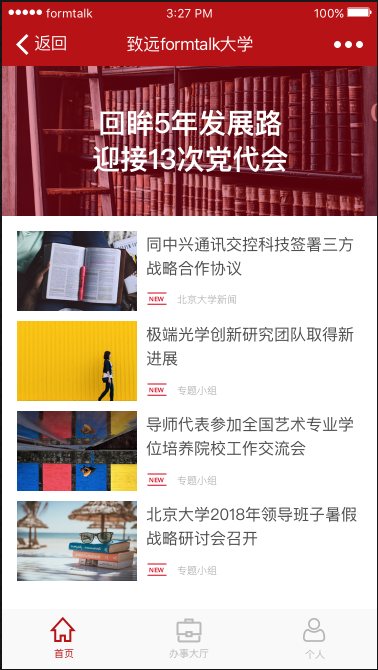 formtalk
3:27 PM
100%
返回
致远formtalk大学
回眸5年发展路
迎接13次党代会
同中兴通讯交控科技签署三方
战略合作协议
NEW
北京大学新闻
极端光学创新研究团队取得新
进展
NEW
专题小组
导师代表参加全国艺术专业学
位培养院校工作交流会
NEW
专题小组
北京大学2018年领导班子暑假
战略研讨会召开
NEW
专题小组
首页
办事大厅
个人